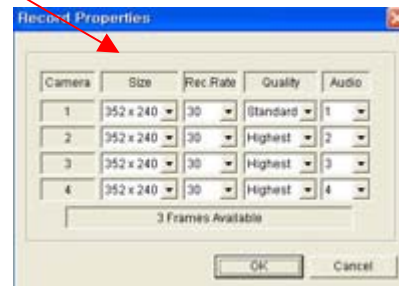 Record Properties
Camera Size Rec.Rate Quality Audio
1 352 x 240 30 Standard 1
2 352 x 240 30 Highest 2
3 352 x 240 30 Highest 3
4 352 x 240 30 Highest 4
3 Frames Available
OK Cancel